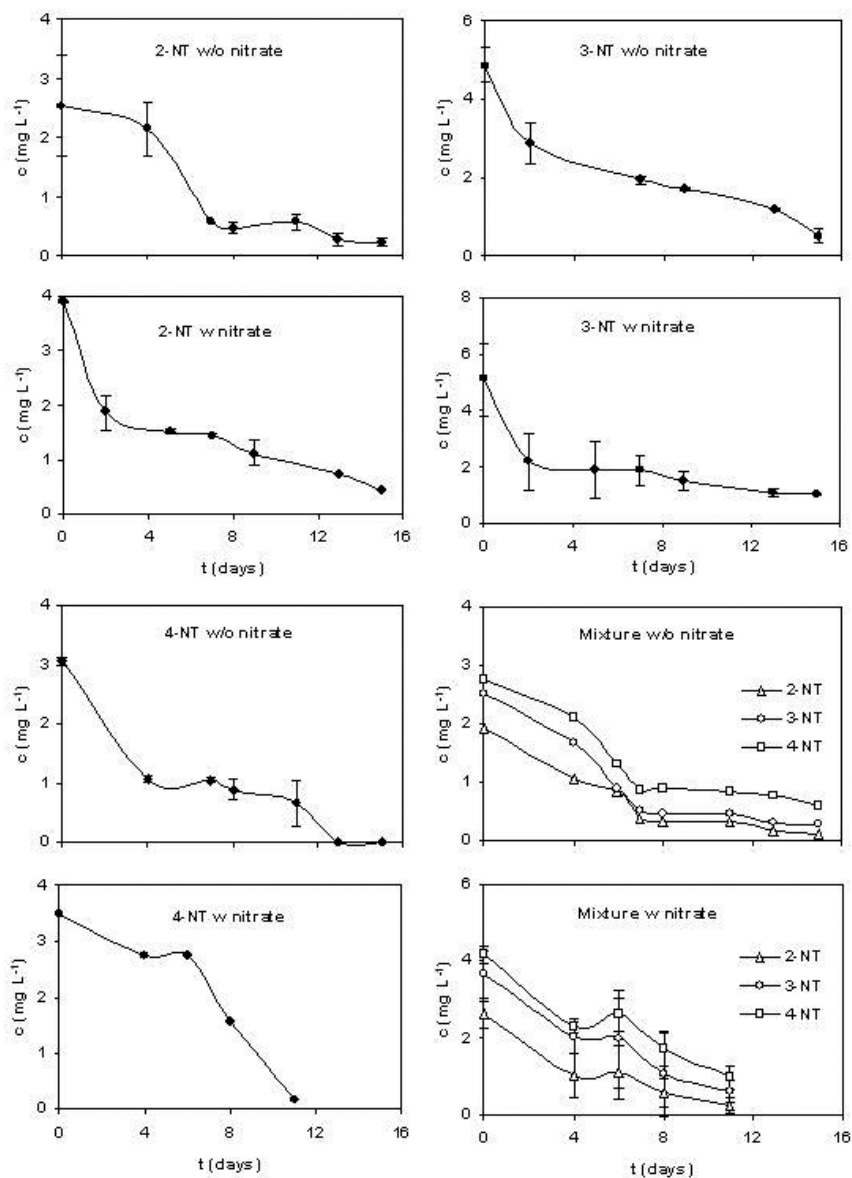 2-NT w/o nitrate
c (mg L-1)
4
3
2
1
0
3-NT w/o nitrate
c (mg L-1)
6
4
2
0
2-NT w nitrate
c (mg L-1)
4
3
2
1
0
0 4 8 12 16
t (days)
3-NT w nitrate
c (mg L-1)
8
6
4
2
0
0 4 8 12 16
t (days)
4-NT w/o nitrate
c (mg L-1)
4
3
2
1
0
Mixture w/o nitrate
c (mg L-1)
4
3
2
1
0
2-NT
3-NT
4-NT
4-NT w nitrate
c (mg L-1)
4
3
2
1
0
0 4 8 12 16
t (days)
Mixture w nitrate
c (mg L-1)
6
4
2
0
2-NT
3-NT
4-NT
0 4 8 12 16
t (days)